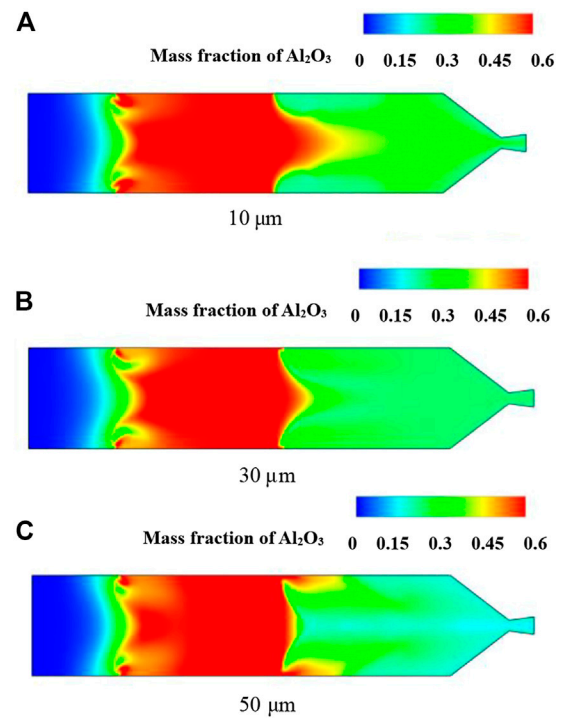 A
Mass fraction of Al₂O₃
0 0.15 0.3 0.45 0.6
10 μm
B
Mass fraction of Al₂O₃
0 0.15 0.3 0.45 0.6
30 μm
C
Mass fraction of Al₂O₃
0 0.15 0.3 0.45 0.6
50 μm